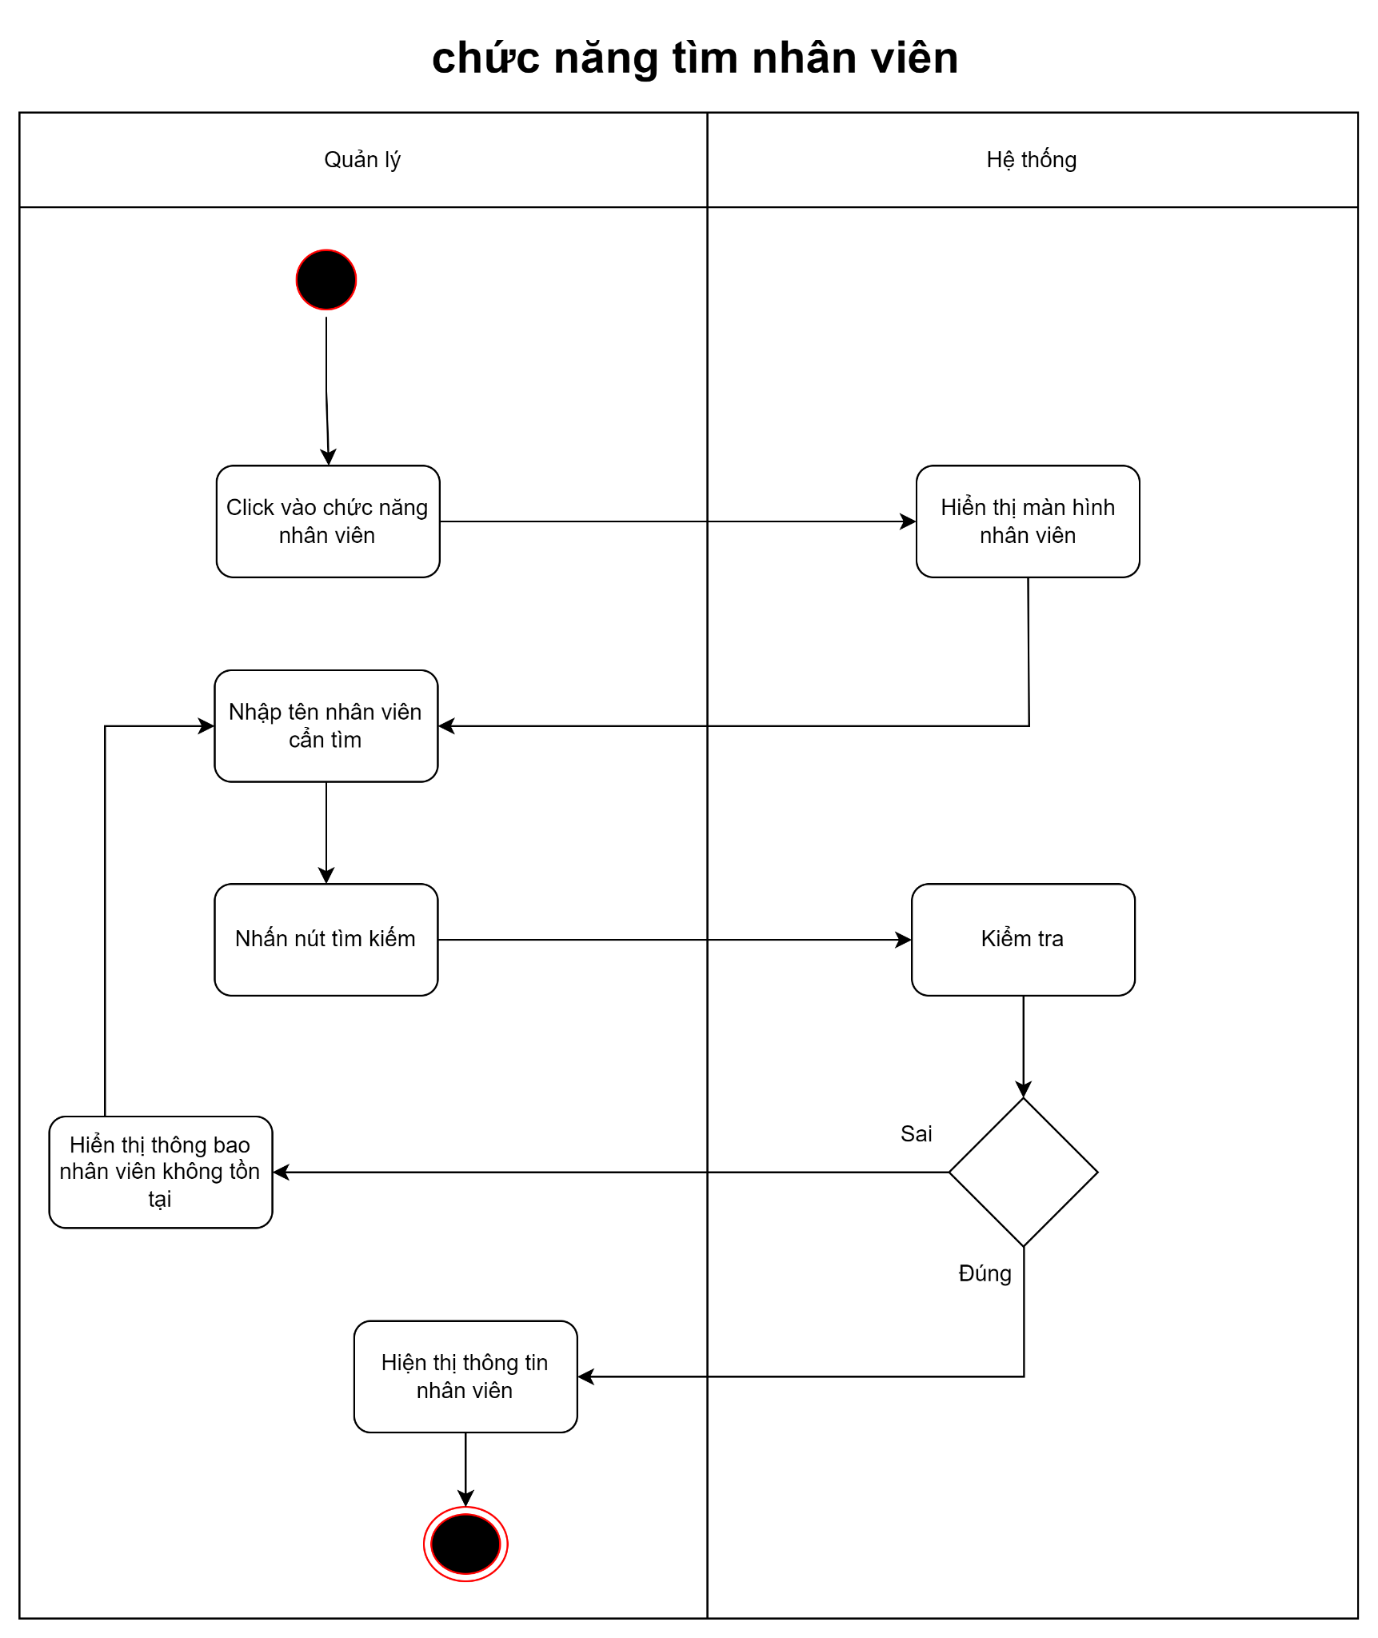 chức năng tìm nhân viên
Quản lý
Hệ thống
Click vào chức năng
nhân viên
Hiển thị màn hình
nhân viên
Nhập tên nhân viên
cẩn tìm
Nhấn nút tìm kiếm
Kiểm tra
Sai
Hiển thị thông bao
nhân viên không tồn
tại
Đúng
Hiện thị thông tin
nhân viên